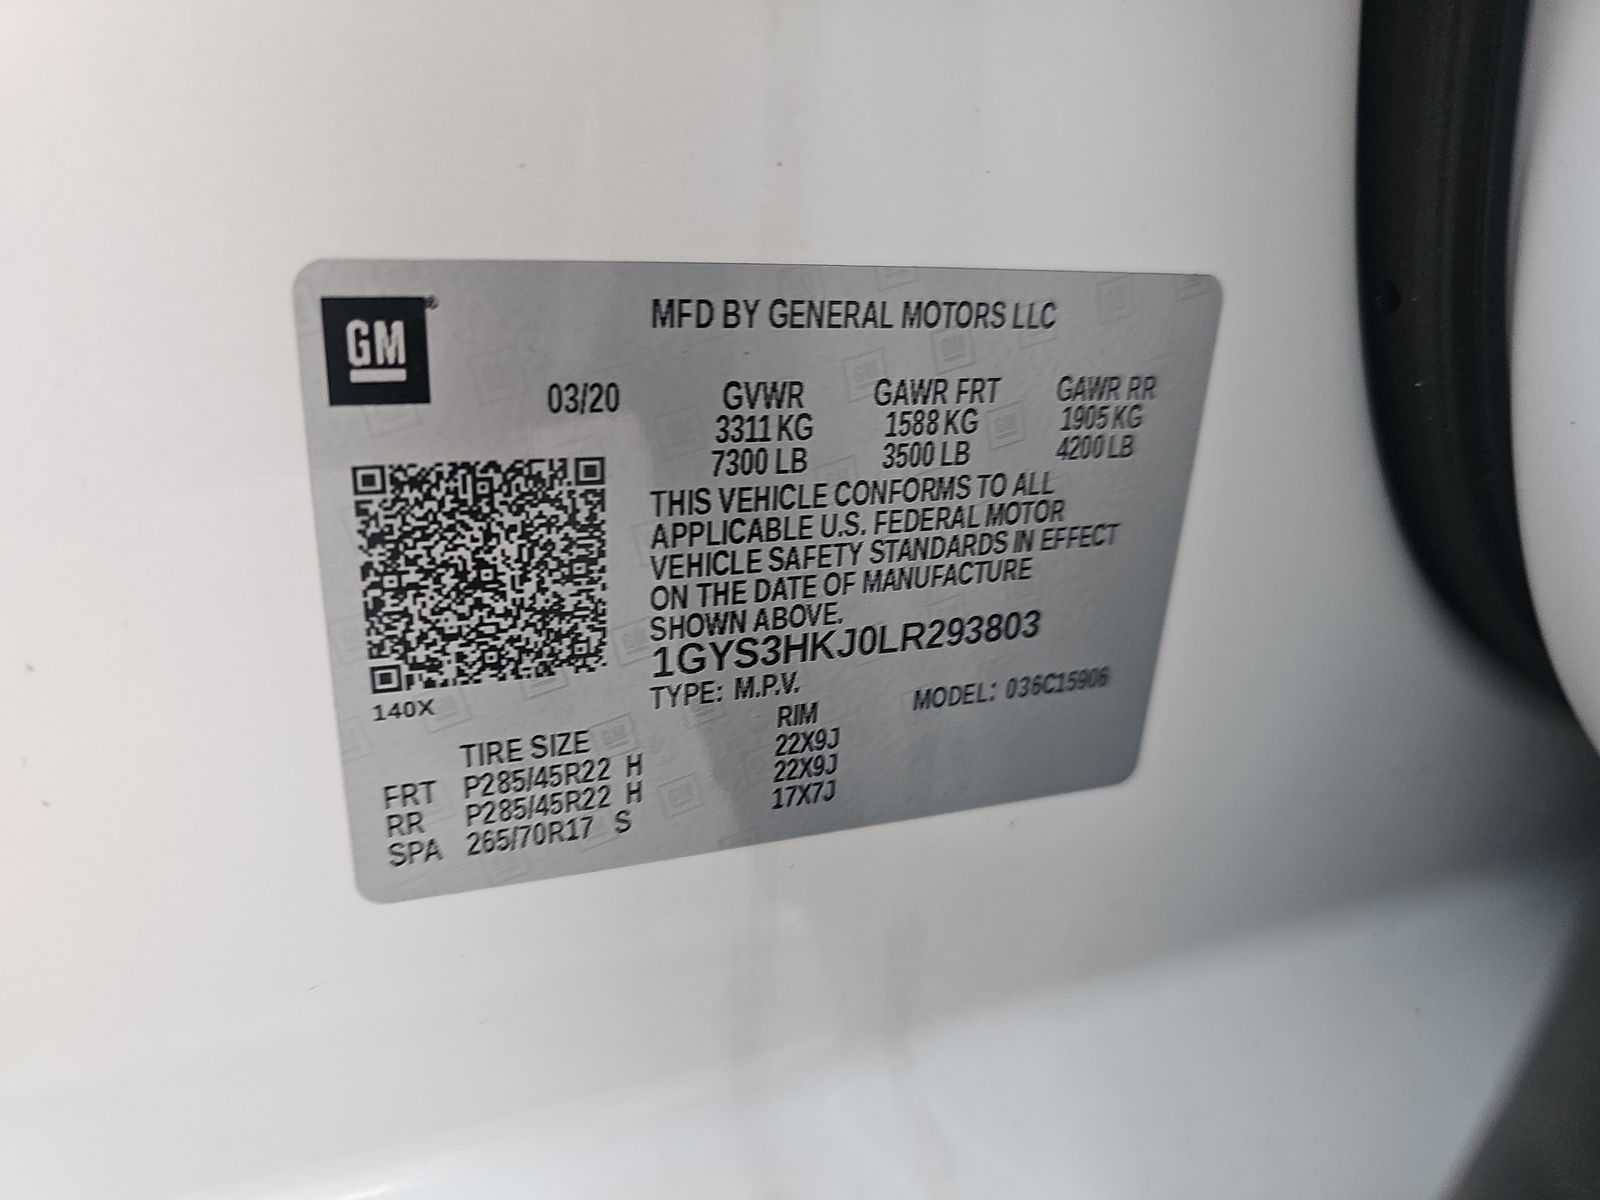 GM®
MFD BY GENERAL MOTORS LLC
03/20
GVWR GAWR FRT GAWR RR
3311 KG 1588 KG 1905 KG
7300 LB 3500 LB 4200 LB
THIS VEHICLE CONFORMS TO ALL
APPLICABLE U.S. FEDERAL MOTOR
VEHICLE SAFETY STANDARDS IN EFFECT
ON THE DATE OF MANUFACTURE
SHOWN ABOVE.
1GYS3HKJ0LR293803
TYPE: M.P.V. MODEL: 036C15906
140X
TIRE SIZE RIM
FRT P285/45R22 H 22X9J
RR P285/45R22 H 22X9J
SPA 265/70R17 S 17X7J